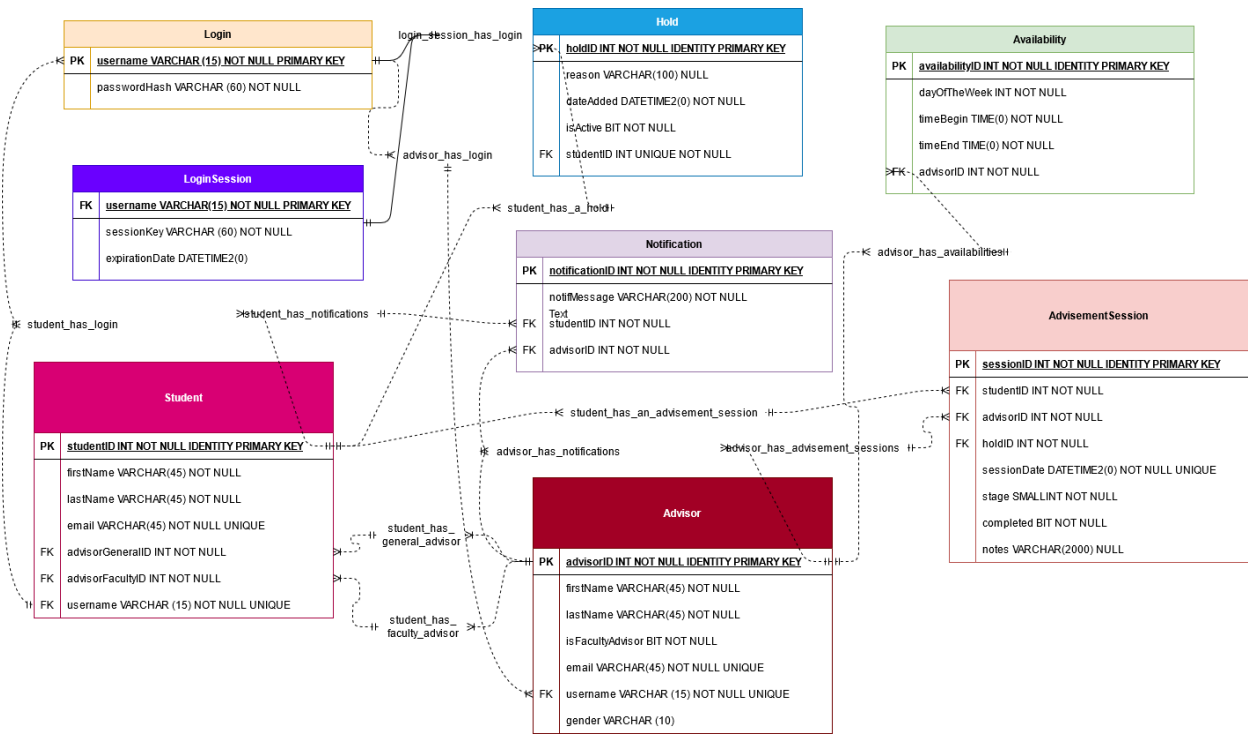 Login
PK username VARCHAR (15) NOT NULL PRIMARY KEY
passwordHash VARCHAR (60) NOT NULL
login_session_has_login
Hold
PK holdID INT NOT NULL IDENTITY PRIMARY KEY
reason VARCHAR(100) NULL
dateAdded DATETIME2(0) NOT NULL
isActive BIT NOT NULL
FK studentID INT UNIQUE NOT NULL
Availability
PK availabilityID INT NOT NULL IDENTITY PRIMARY KEY
dayOfTheWeek INT NOT NULL
timeBegin TIME(0) NOT NULL
timeEnd TIME(0) NOT NULL
FK advisorID INT NOT NULL
advisor_has_login
LoginSession
FK username VARCHAR(15) NOT NULL PRIMARY KEY
sessionKey VARCHAR (60) NOT NULL
expirationDate DATETIME2(0)
student_has_a_hold
Notification
PK notificationID INT NOT NULL IDENTITY PRIMARY KEY
notifMessage VARCHAR(200) NOT NULL
Text
FK studentID INT NOT NULL
FK advisorID INT NOT NULL
advisor_has_availabilities
student_has_login
student_has_notifications
AdvisementSession
PK sessionID INT NOT NULL IDENTITY PRIMARY KEY
FK studentID INT NOT NULL
FK advisorID INT NOT NULL
FK holdID INT NOT NULL
sessionDate DATETIME2(0) NOT NULL UNIQUE
stage SMALLINT NOT NULL
completed BIT NOT NULL
notes VARCHAR(2000) NULL
Student
PK studentID INT NOT NULL IDENTITY PRIMARY KEY
firstName VARCHAR(45) NOT NULL
lastName VARCHAR(45) NOT NULL
email VARCHAR(45) NOT NULL UNIQUE
FK advisorGeneralID INT NOT NULL
FK advisorFacultyID INT NOT NULL
FK username VARCHAR (15) NOT NULL UNIQUE
student_has_an_advisement_session
advisor_has_notifications
advisor_has_advisement_sessions
student_has_
general_advisor
student_has_
faculty_advisor
Advisor
PK advisorID INT NOT NULL IDENTITY PRIMARY KEY
firstName VARCHAR(45) NOT NULL
lastName VARCHAR(45) NOT NULL
isFacultyAdvisor BIT NOT NULL
email VARCHAR(45) NOT NULL UNIQUE
FK username VARCHAR (15) NOT NULL UNIQUE
gender VARCHAR (10)